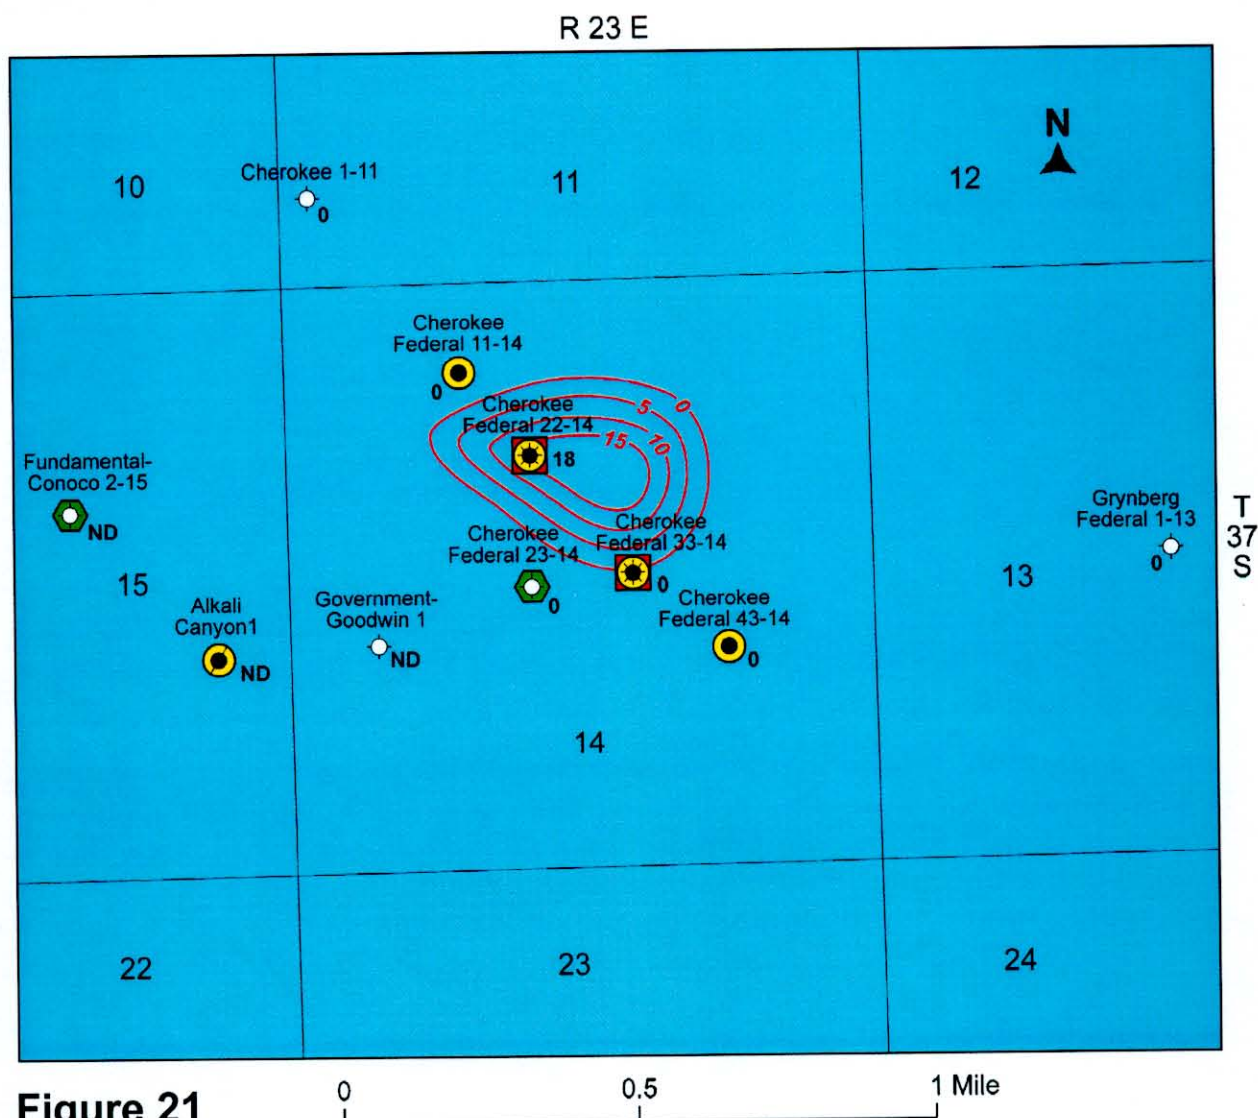 R 23 E
N
10
11
12
Cherokee 1-11
0
Cherokee
Federal 11-14
0
0
5
10
15
Cherokee
Federal 22-14
18
Fundamental-
Conoco 2-15
ND
Grynberg
Federal 1-13
0
T
37
S
Cherokee
Federal 23-14
0
Cherokee
Federal 33-14
0
15
13
Alkali
Canyon1
ND
Government-
Goodwin 1
ND
Cherokee
Federal 43-14
0
14
22
23
24
Figure 21
0
0.5
1 Mile